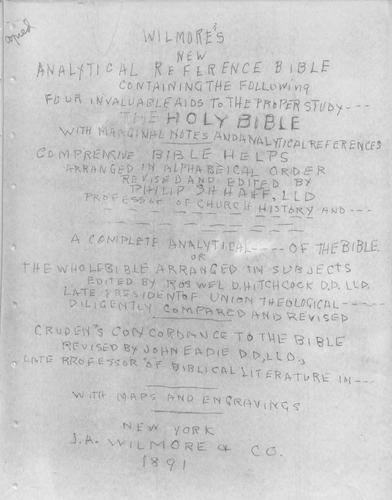 copied
WILMORE'S
NEW
ANALYTICAL REFERENCE BIBLE
CONTAINING THE FOLLOWING
FOUR INVALUABLE AIDS TO THE PROPER STUDY ---
THE HOLY BIBLE
WITH MARGINAL NOTES AND ANALYTICAL REFERENCES
COMPREHENSIVE BIBLE HELPS
ARRANGED IN ALPHABEICAL ORDER
REVISED AND EDITED BY
PHILIP SHHAFF, LLD
PROFESSOR OF CHURCH HISTORY AND ---
A COMPLETE ANALYTICAL ---- OF THE BIBLE
OR
THE WHOLE BIBLE ARRANGED IN SUBJECTS
EDITED BY ROSWEL D. HITCHCOCK D.D. LLD.
LATE PRESIDENT OF UNION THEOLOGICAL -----
DILIGENTLY COMPARED AND REVISED
CRUDEN'S CONCORDANCE TO THE BIBLE
REVISED BY JOHN EADIE D.D., LLD.,
LATE PROFESSOR OF BIBLICAL LITERATURE IN ---
WITH MAPS AND ENGRAVINGS
NEW YORK
J.A. WILMORE & CO.
1891